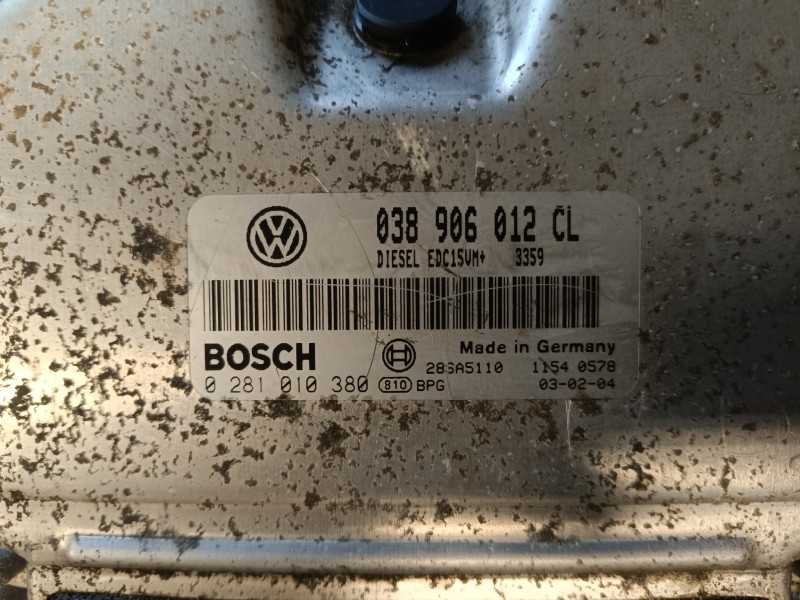 038 906 012 CL
DIESEL EDC15VM+ 3359
BOSCH
Made in Germany
0 281 010 380 810 BPG 1154 0578
03-02-04